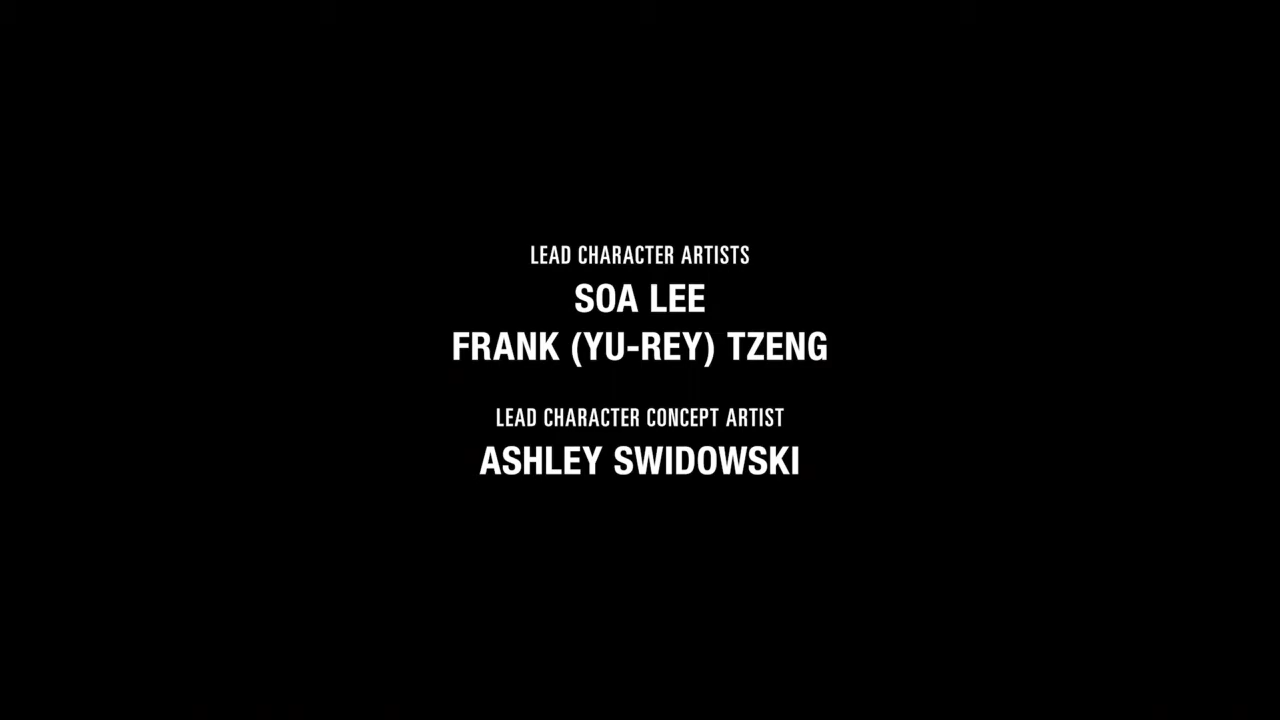 LEAD CHARACTER ARTISTS
SOA LEE
FRANK (YU-REY) TZENG
LEAD CHARACTER CONCEPT ARTIST
ASHLEY SWIDOWSKI